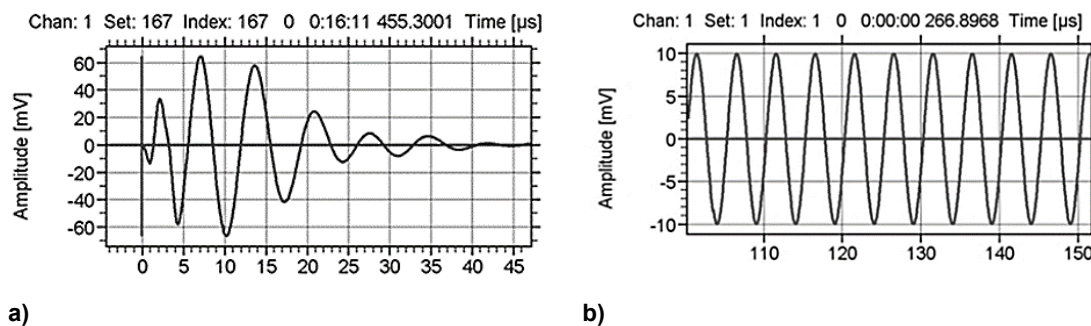 Chan: 1 Set: 167 Index: 167 0 0:16:11 455.3001 Time [µs]
60
40
20
0
-20
-40
-60
Amplitude [mV]
0 5 10 15 20 25 30 35 40 45
a)
Chan: 1 Set: 1 Index: 1 0 0:00:00 266.8968 Time [µs]
10
5
0
-5
-10
Amplitude [mV]
110 120 130 140 150
b)